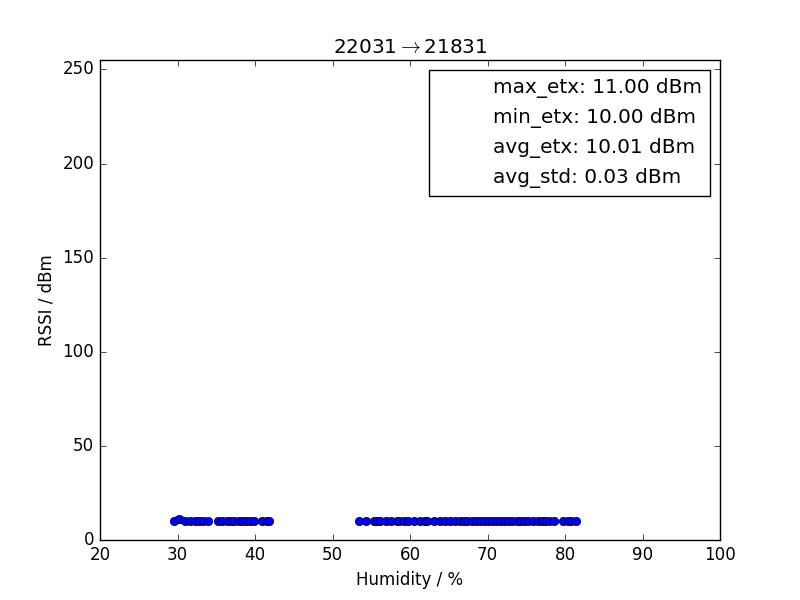 22031→21831
max_etx: 11.00 dBm
min_etx: 10.00 dBm
avg_etx: 10.01 dBm
avg_std: 0.03 dBm
250
200
150
100
50
0
RSSI / dBm
20 30 40 50 60 70 80 90 100
Humidity / %